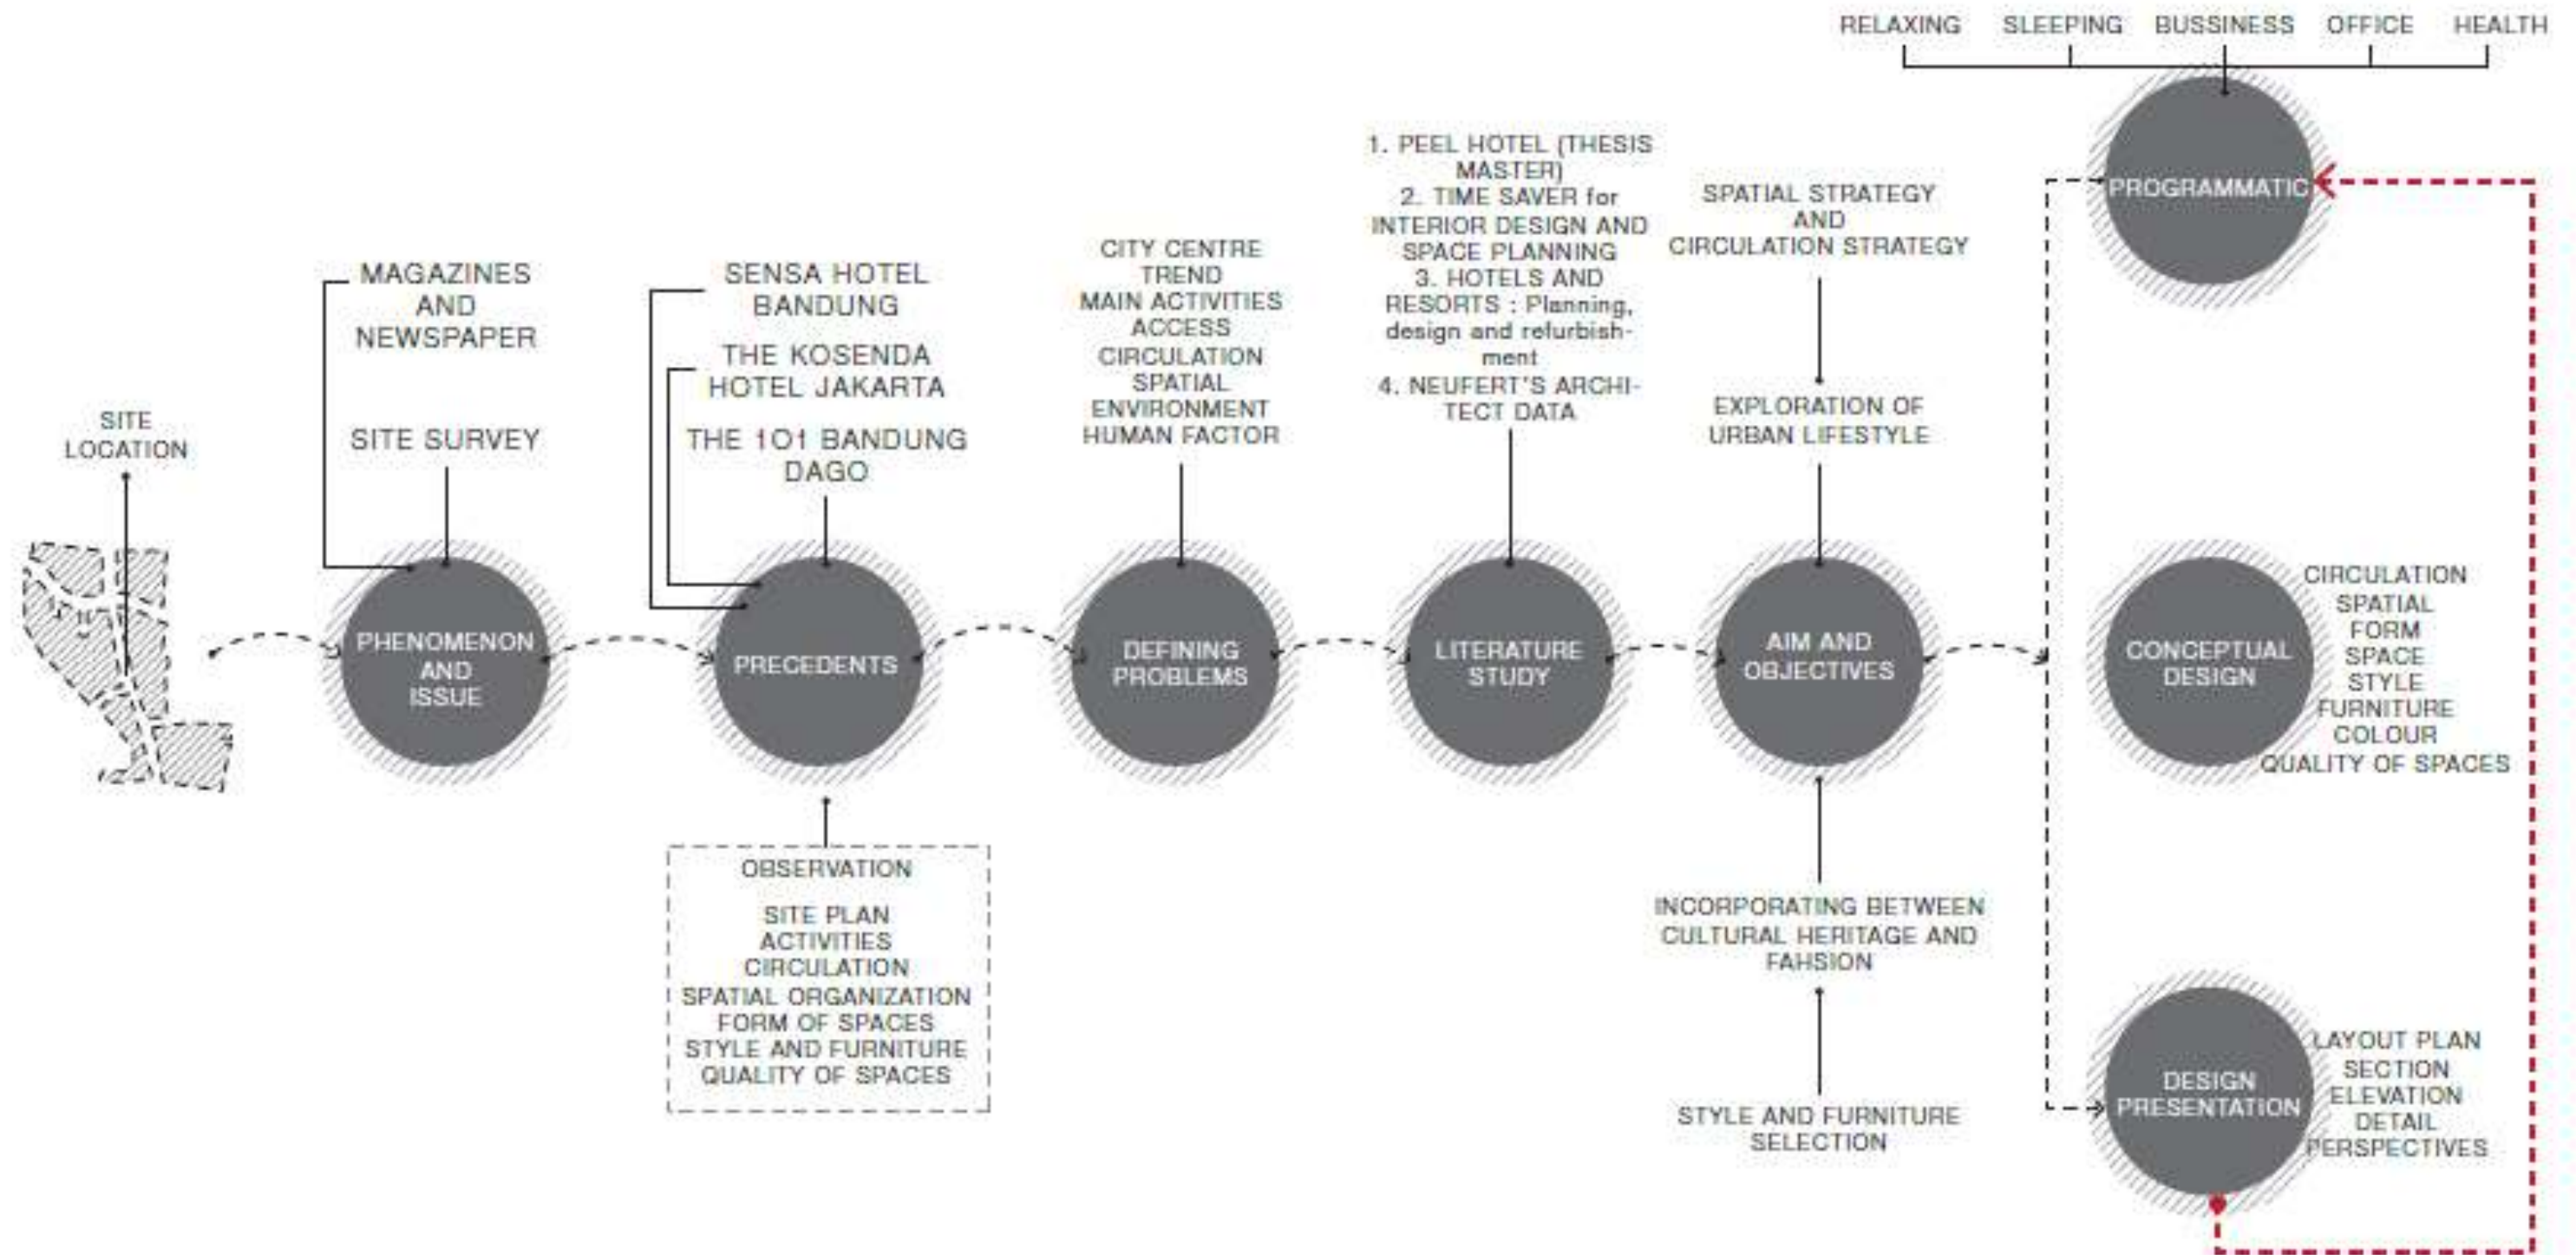 RELAXING SLEEPING BUSSINESS OFFICE HEALTH
PROGRAMMATIC
SITE
LOCATION
MAGAZINES
AND
NEWSPAPER
SITE SURVEY
PHENOMENON
AND
ISSUE
SENSA HOTEL
BANDUNG
THE KOSENDA
HOTEL JAKARTA
THE 101 BANDUNG
DAGO
PRECEDENTS
OBSERVATION
SITE PLAN
ACTIVITIES
CIRCULATION
SPATIAL ORGANIZATION
FORM OF SPACES
STYLE AND FURNITURE
QUALITY OF SPACES
CITY CENTRE
TREND
MAIN ACTIVITIES
ACCESS
CIRCULATION
SPATIAL
ENVIRONMENT
HUMAN FACTOR
DEFINING
PROBLEMS
1. PEEL HOTEL (THESIS
MASTER)
2. TIME SAVER for
INTERIOR DESIGN AND
SPACE PLANNING
3. HOTELS AND
RESORTS : Planning,
design and refurbish-
ment
4. NEUFERT'S ARCHI-
TECT DATA
LITERATURE
STUDY
SPATIAL STRATEGY
AND
CIRCULATION STRATEGY
EXPLORATION OF
URBAN LIFESTYLE
AIM AND
OBJECTIVES
INCORPORATING BETWEEN
CULTURAL HERITAGE AND
FAHSION
STYLE AND FURNITURE
SELECTION
CONCEPTUAL
DESIGN
CIRCULATION
SPATIAL
FORM
SPACE
STYLE
FURNITURE
COLOUR
QUALITY OF SPACES
DESIGN
PRESENTATION
LAYOUT PLAN
SECTION
ELEVATION
DETAIL
PERSPECTIVES